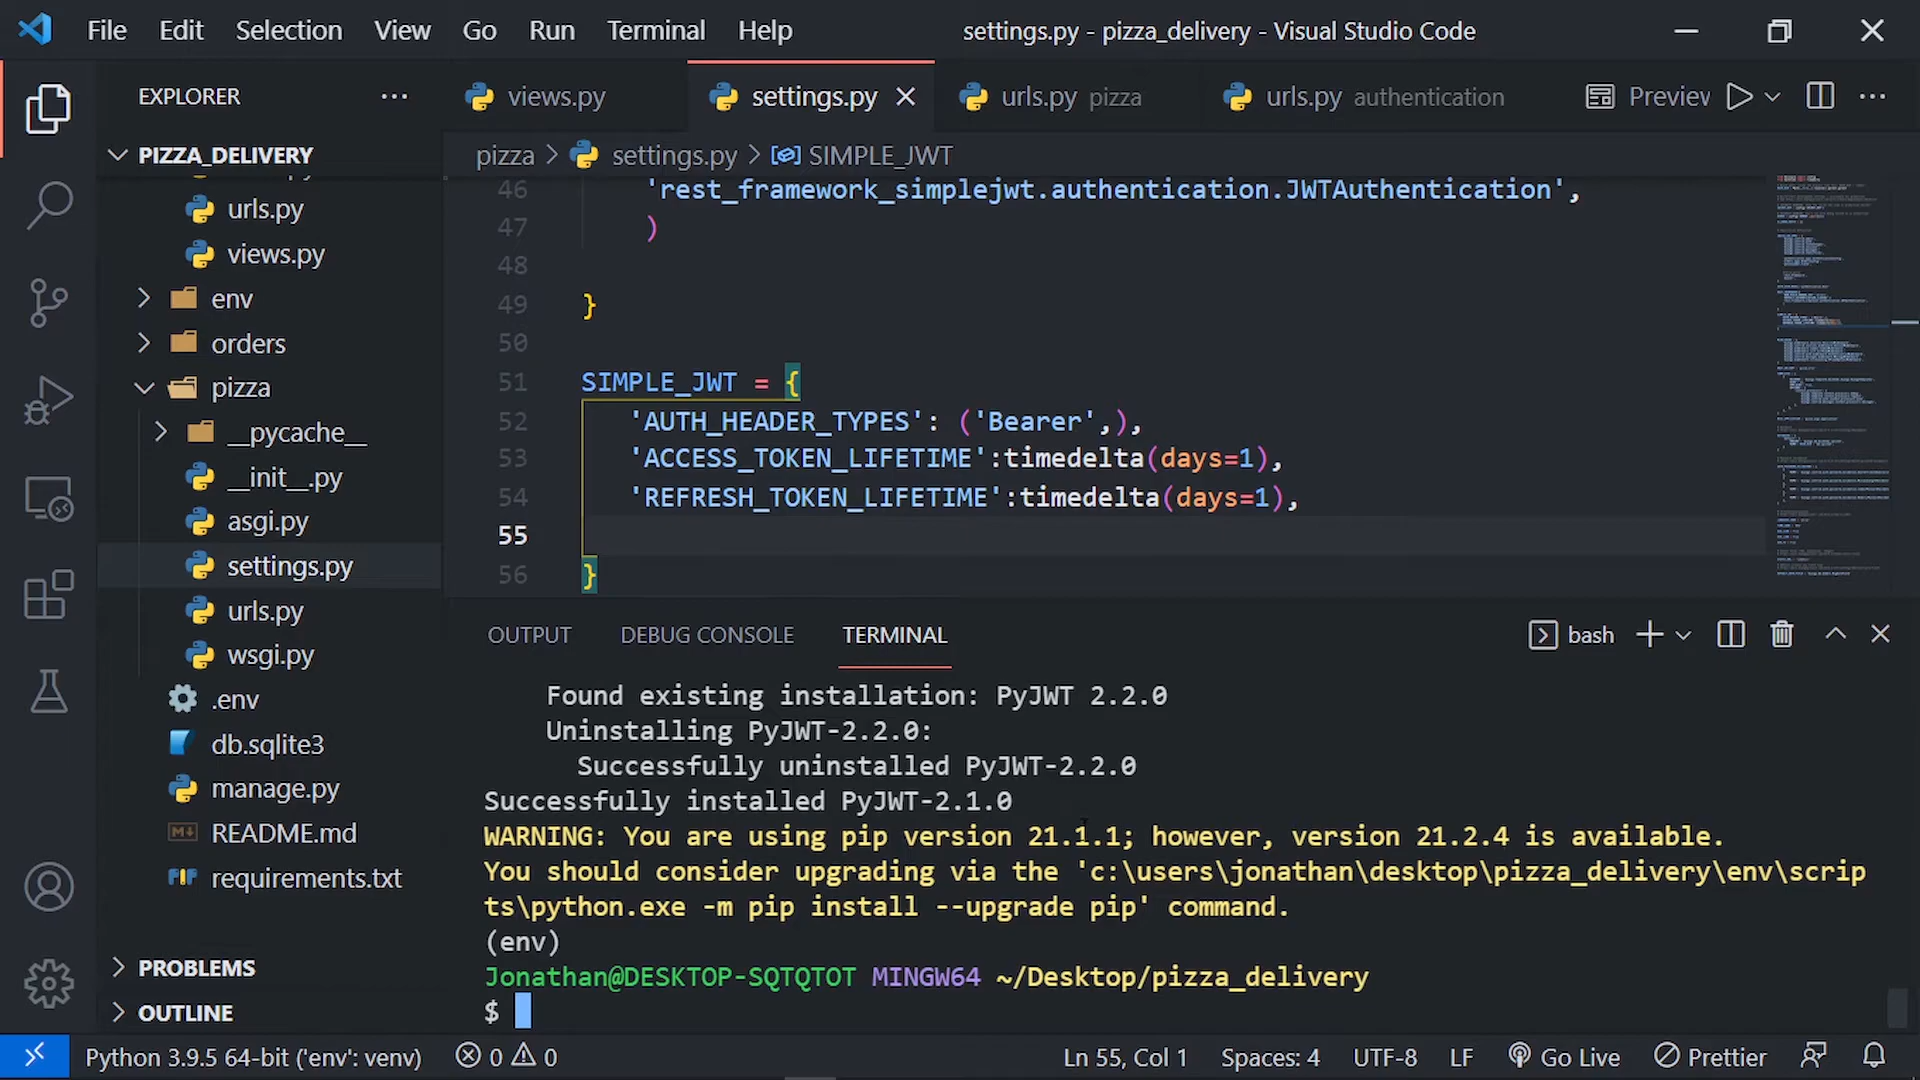 File Edit Selection View Go Run Terminal Help settings.py - pizza_delivery - Visual Studio Code
EXPLORER
PIZZA_DELIVERY
urls.py
views.py
env
orders
pizza
__pycache__
__init__.py
asgi.py
settings.py
urls.py
wsgi.py
.env
db.sqlite3
manage.py
README.md
requirements.txt
PROBLEMS
OUTLINE
views.py settings.py urls.py pizza urls.py authentication Preview
pizza > settings.py > SIMPLE_JWT
46 'rest_framework_simplejwt.authentication.JWTAuthentication',
47 )
48
49 }
50
51 SIMPLE_JWT = {
52 'AUTH_HEADER_TYPES': ('Bearer',),
53 'ACCESS_TOKEN_LIFETIME':timedelta(days=1),
54 'REFRESH_TOKEN_LIFETIME':timedelta(days=1),
55
56 }
OUTPUT DEBUG CONSOLE TERMINAL bash
Found existing installation: PyJWT 2.2.0
Uninstalling PyJWT-2.2.0:
Successfully uninstalled PyJWT-2.2.0
Successfully installed PyJWT-2.1.0
WARNING: You are using pip version 21.1.1; however, version 21.2.4 is available.
You should consider upgrading via the 'c:\users\jonathan\desktop\pizza_delivery\env\scrip
ts\python.exe -m pip install --upgrade pip' command.
(env)
Jonathan@DESKTOP-SQTQTOT MINGW64 ~/Desktop/pizza_delivery
$
Python 3.9.5 64-bit ('env': venv) 0 0 Ln 55, Col 1 Spaces: 4 UTF-8 LF Go Live Prettier